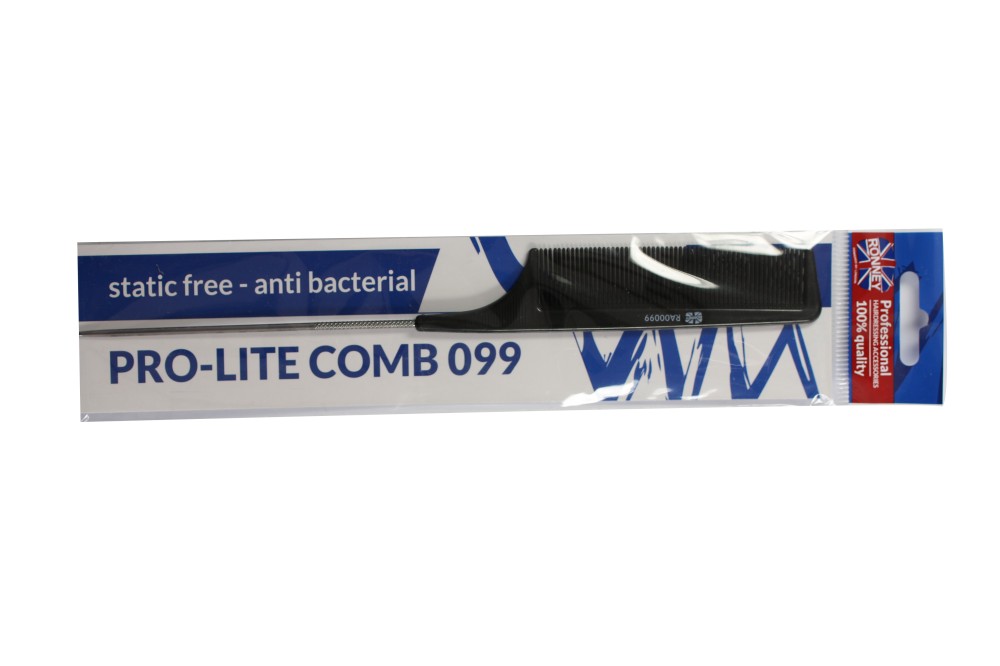 static free - anti bacterial
RA00099
PRO-LITE COMB 099
RONNEY
Professional
HAIRDRESSING ACCESSORIES
100% quality